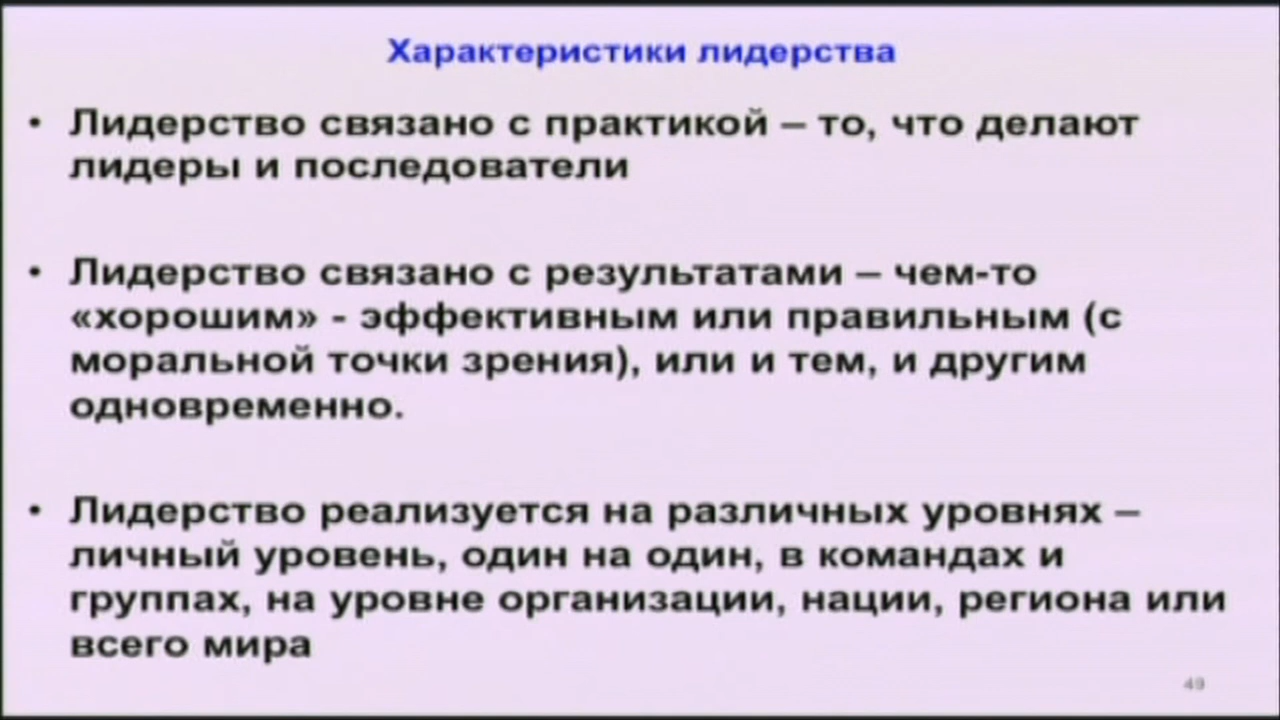 Характеристики лидерства
• Лидерство связано с практикой – то, что делают
лидеры и последователи
• Лидерство связано с результатами – чем-то
«хорошим» - эффективным или правильным (с
моральной точки зрения), или и тем, и другим
одновременно.
• Лидерство реализуется на различных уровнях –
личный уровень, один на один, в командах и
группах, на уровне организации, нации, региона или
всего мира
49